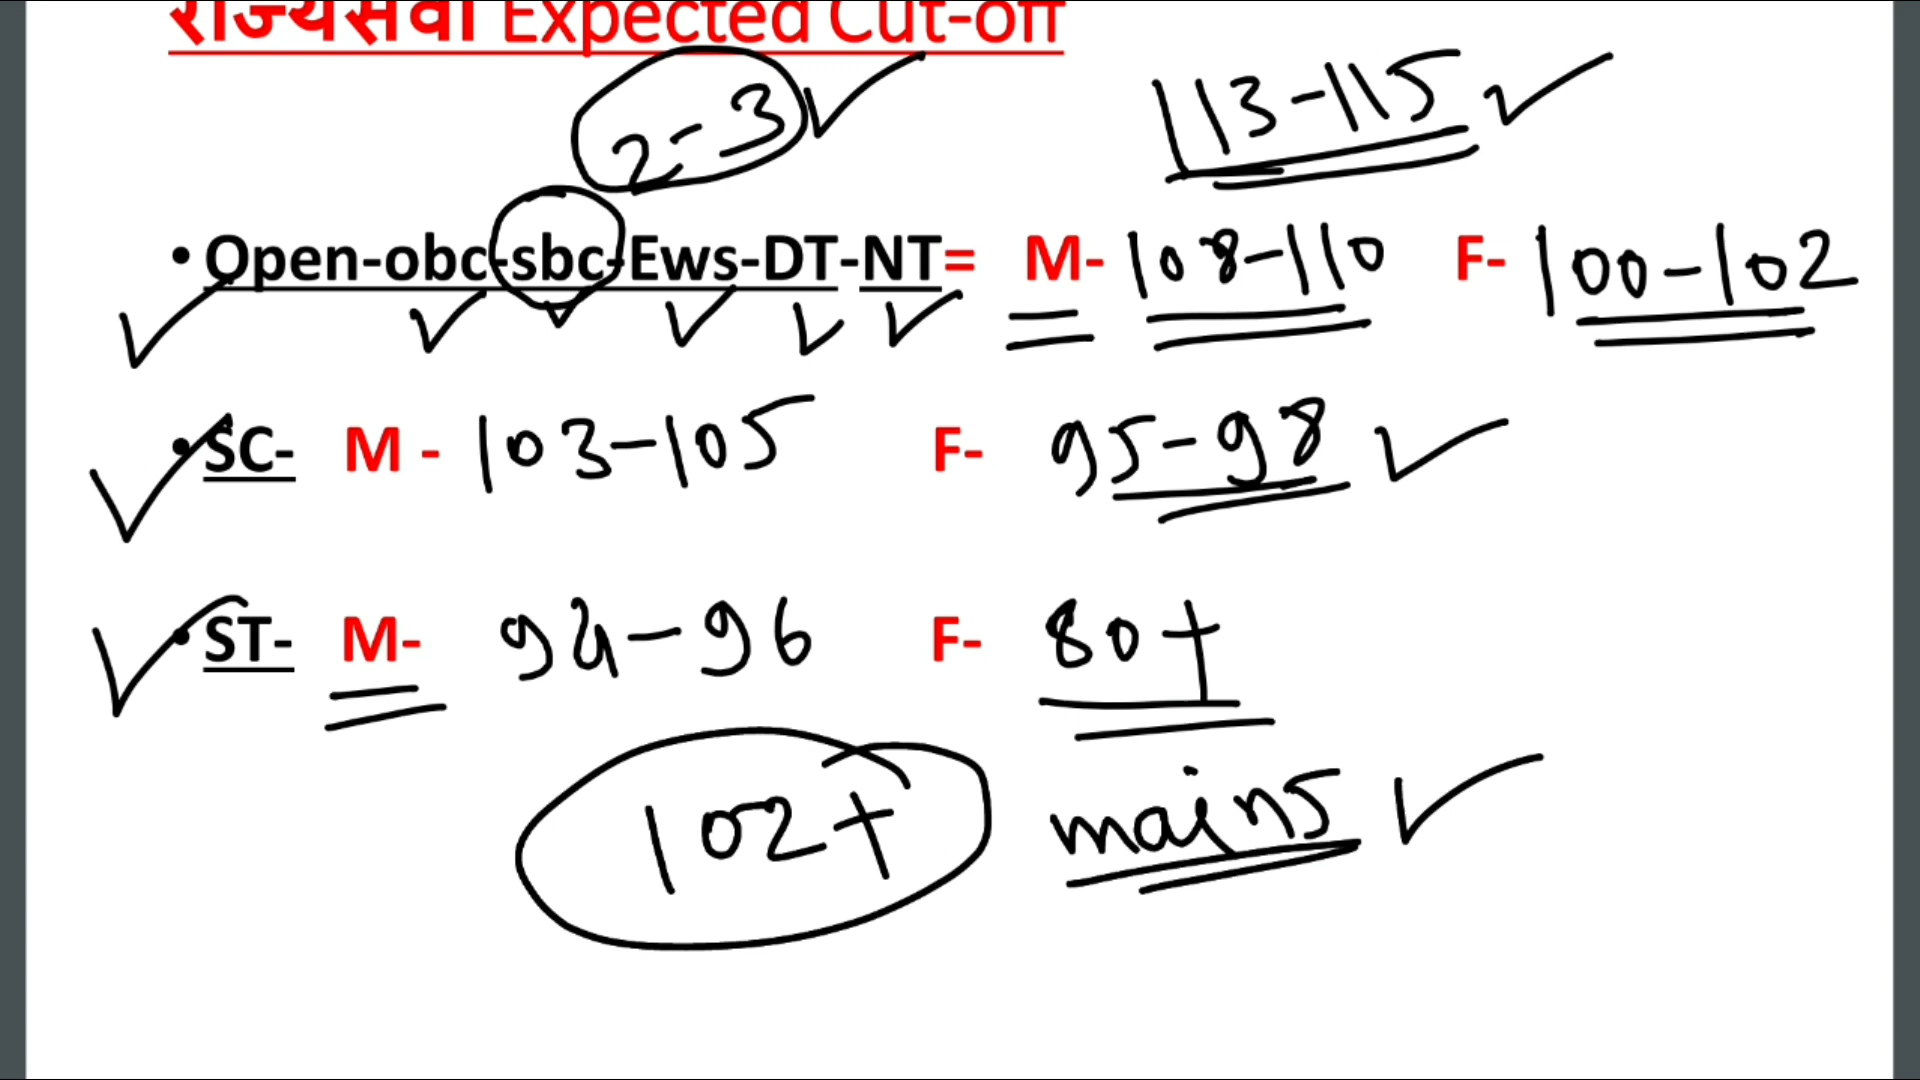 राज्यसेवा Expected Cut-off
2-3 113-115
• Open-obc-sbc-Ews-DT-NT= M- 108-110 F- 100-102
• SC- M - 103-105 F- 95-98
• ST- M- 94-96 F- 80+
102+ mains